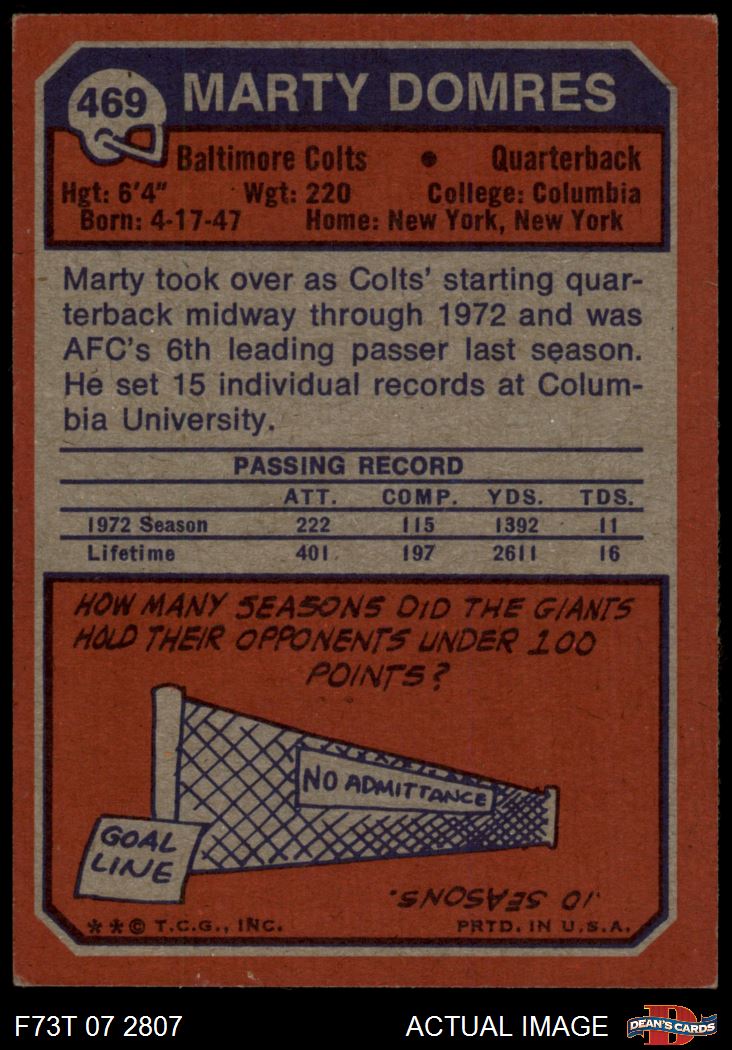 469
MARTY DOMRES
Baltimore Colts • Quarterback
Hgt: 6'4" Wgt: 220 College: Columbia
Born: 4-17-47 Home: New York, New York
Marty took over as Colts' starting quar-
terback midway through 1972 and was
AFC's 6th leading passer last season.
He set 15 individual records at Colum-
bia University.
PASSING RECORD
ATT. COMP. YDS. TDS.
1972 Season 222 115 1392 11
Lifetime 401 197 2611 16
HOW MANY SEASONS DID THE GIANTS
HOLD THEIR OPPONENTS UNDER 100
POINTS?
NO ADMITTANCE
GOAL
LINE
10 SEASONS.
** © T.C.G., INC. PRTD. IN U.S.A.
F73T 07 2807 ACTUAL IMAGE
D
DEAN'S CARDS